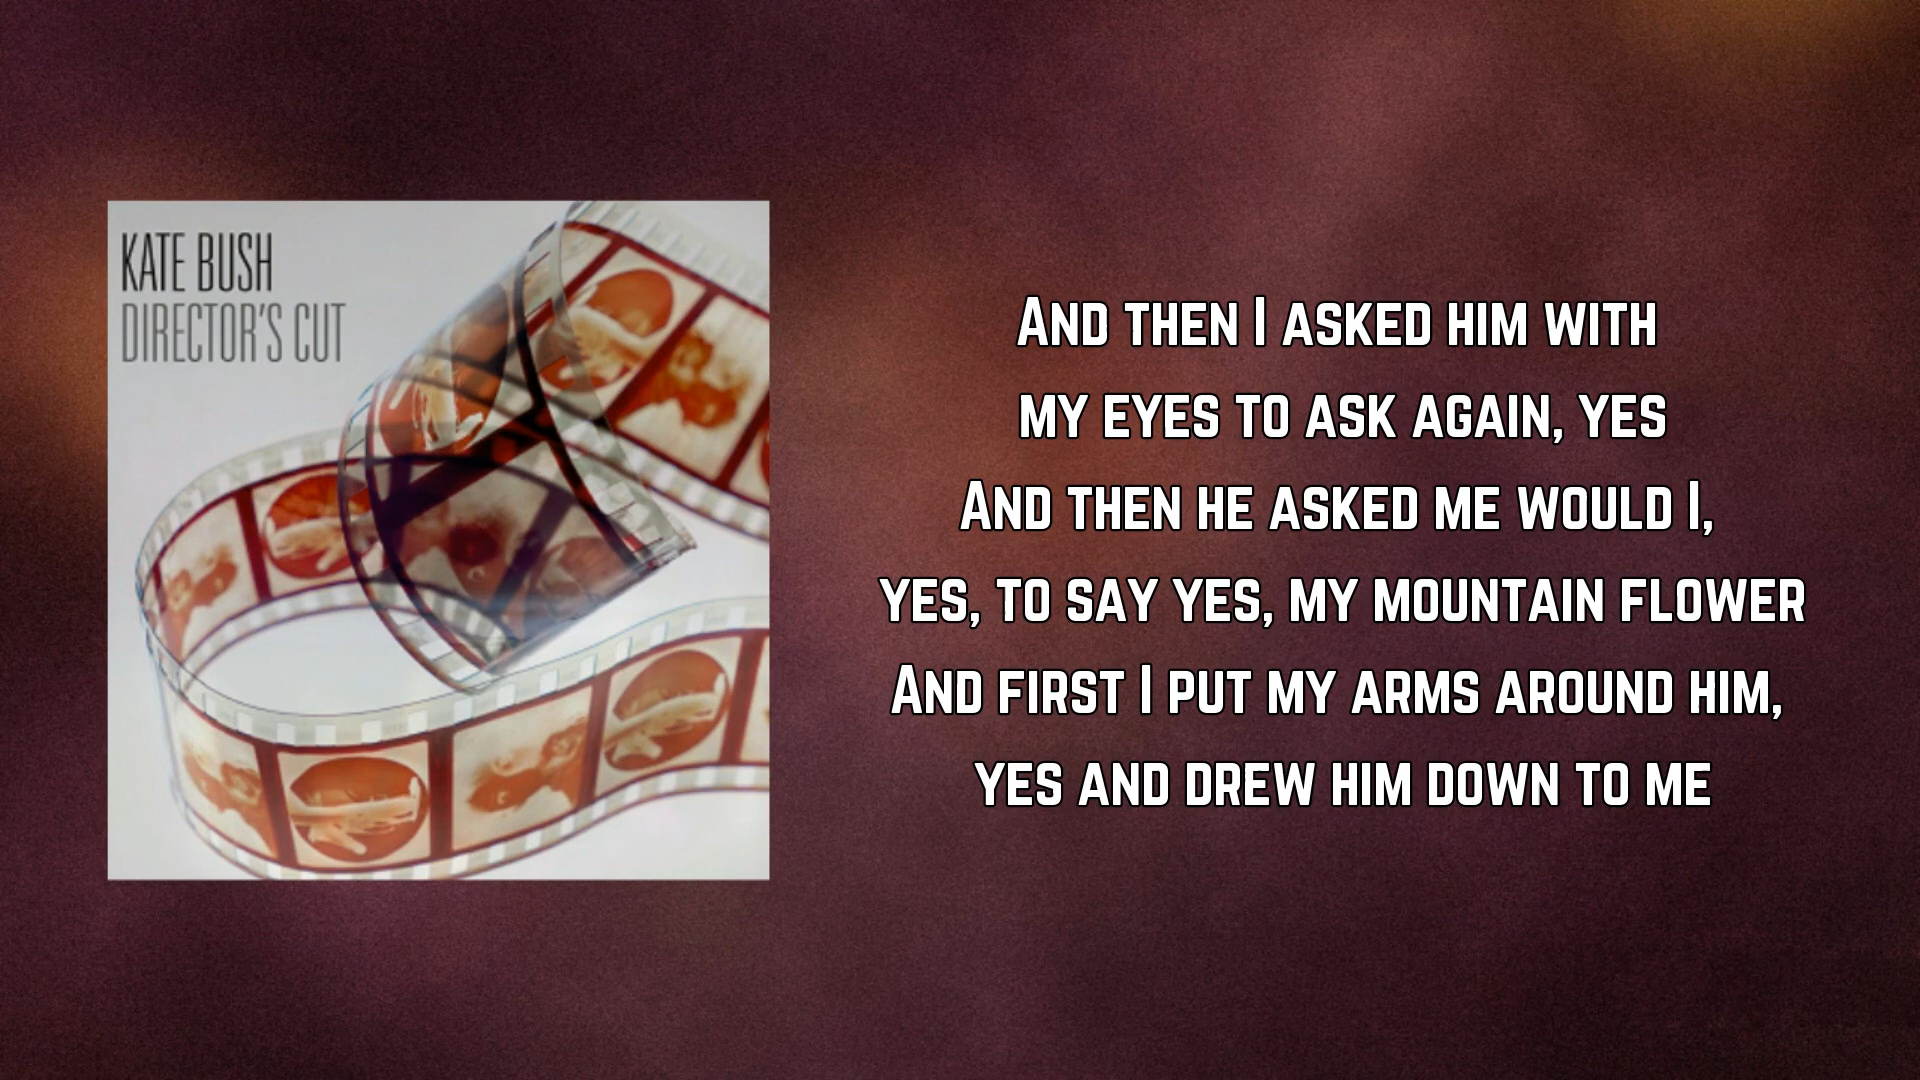 KATE BUSH
DIRECTOR'S CUT
And then I asked him with
my eyes to ask again, yes
And then he asked me would I,
yes, to say yes, my mountain flower
And first I put my arms around him,
yes and drew him down to me